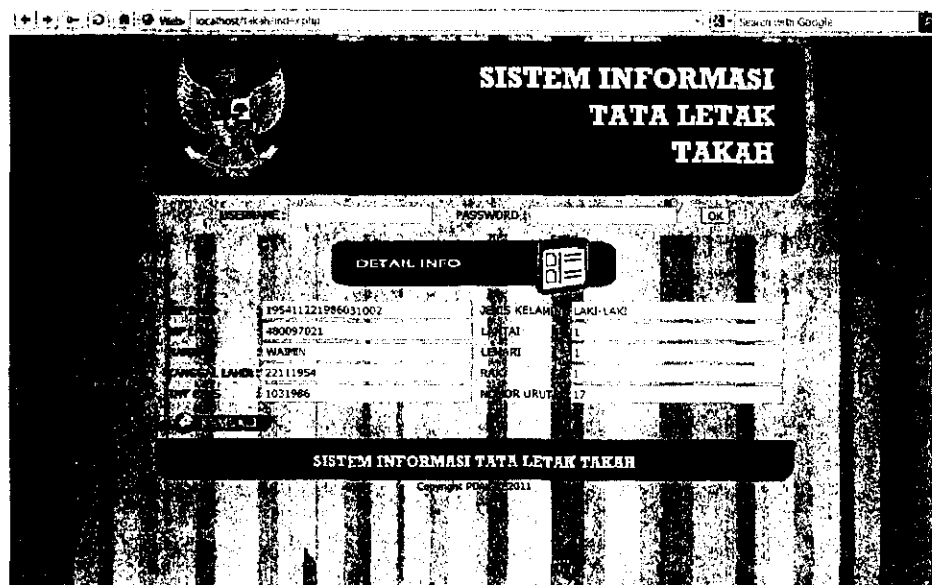 Web localhost/takah/index.php Search with Google
SISTEM INFORMASI
TATA LETAK
TAKAH
USERNAME : PASSWORD : OK
DETAIL INFO
195411221986031002 JENIS KELAMIN LAKI-LAKI
480097021 LANTAI 1
WAIMIN LEMARI 1
TANGGAL LAHIR : 22111954 RAK 1
1031986 NOMOR URUT 17
SISTEM INFORMASI TATA LETAK TAKAH
Copyright 2011